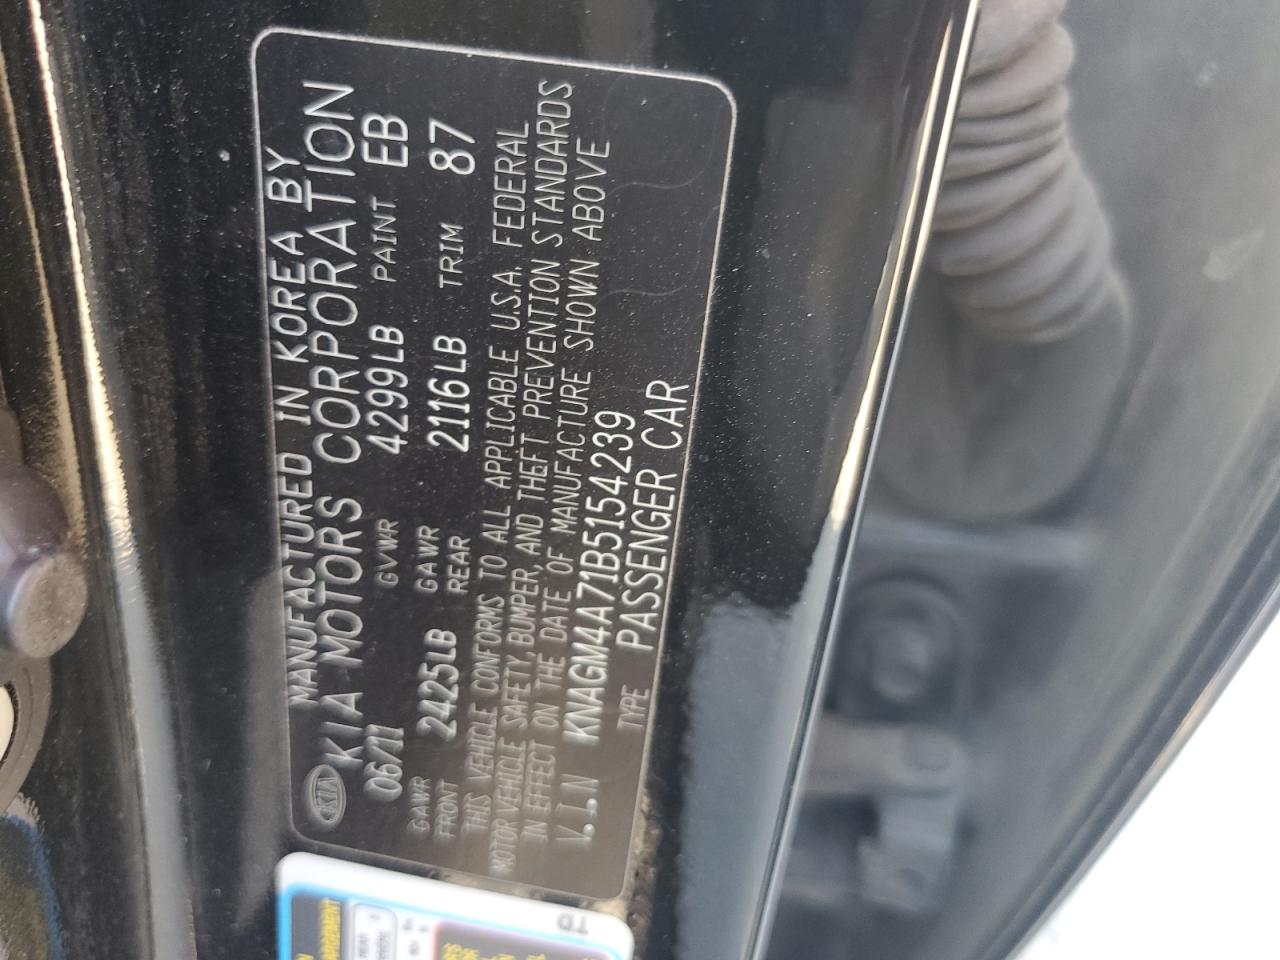 MANUFACTURED IN KOREA BY
KIA KIA MOTORS CORPORATION
06/11 GVWR 4299LB PAINT EB
GAWR FRONT 2425LB GAWR REAR 2116LB TRIM 87
THIS VEHICLE CONFORMS TO ALL APPLICABLE U.S.A. FEDERAL
MOTOR VEHICLE SAFETY, BUMPER, AND THEFT PREVENTION STANDARDS
IN EFFECT ON THE DATE OF MANUFACTURE SHOWN ABOVE
V.I.N KNAGM4A71B5154239
TYPE PASSENGER CAR